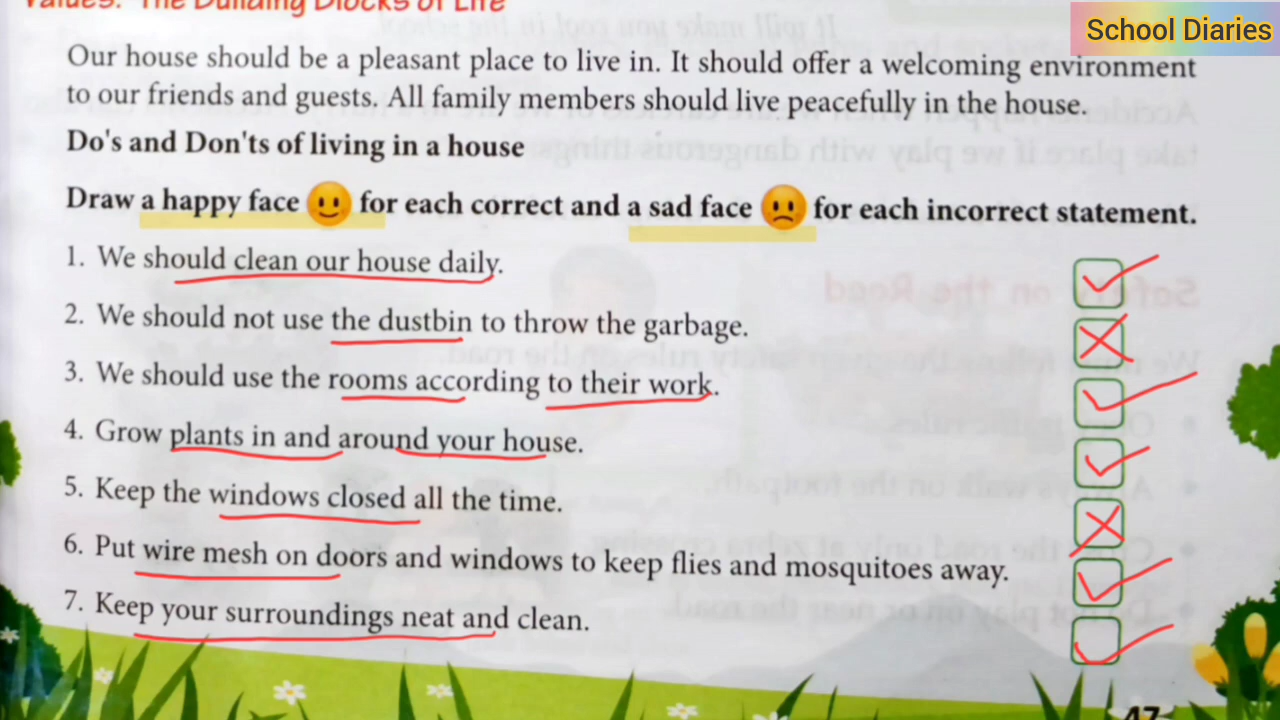 Values: The Building Blocks of Life
School Diaries
Our house should be a pleasant place to live in. It should offer a welcoming environment
to our friends and guests. All family members should live peacefully in the house.
Do's and Don'ts of living in a house
Draw a happy face for each correct and a sad face for each incorrect statement.
1. We should clean our house daily.
2. We should not use the dustbin to throw the garbage.
3. We should use the rooms according to their work.
4. Grow plants in and around your house.
5. Keep the windows closed all the time.
6. Put wire mesh on doors and windows to keep flies and mosquitoes away.
7. Keep your surroundings neat and clean.
47